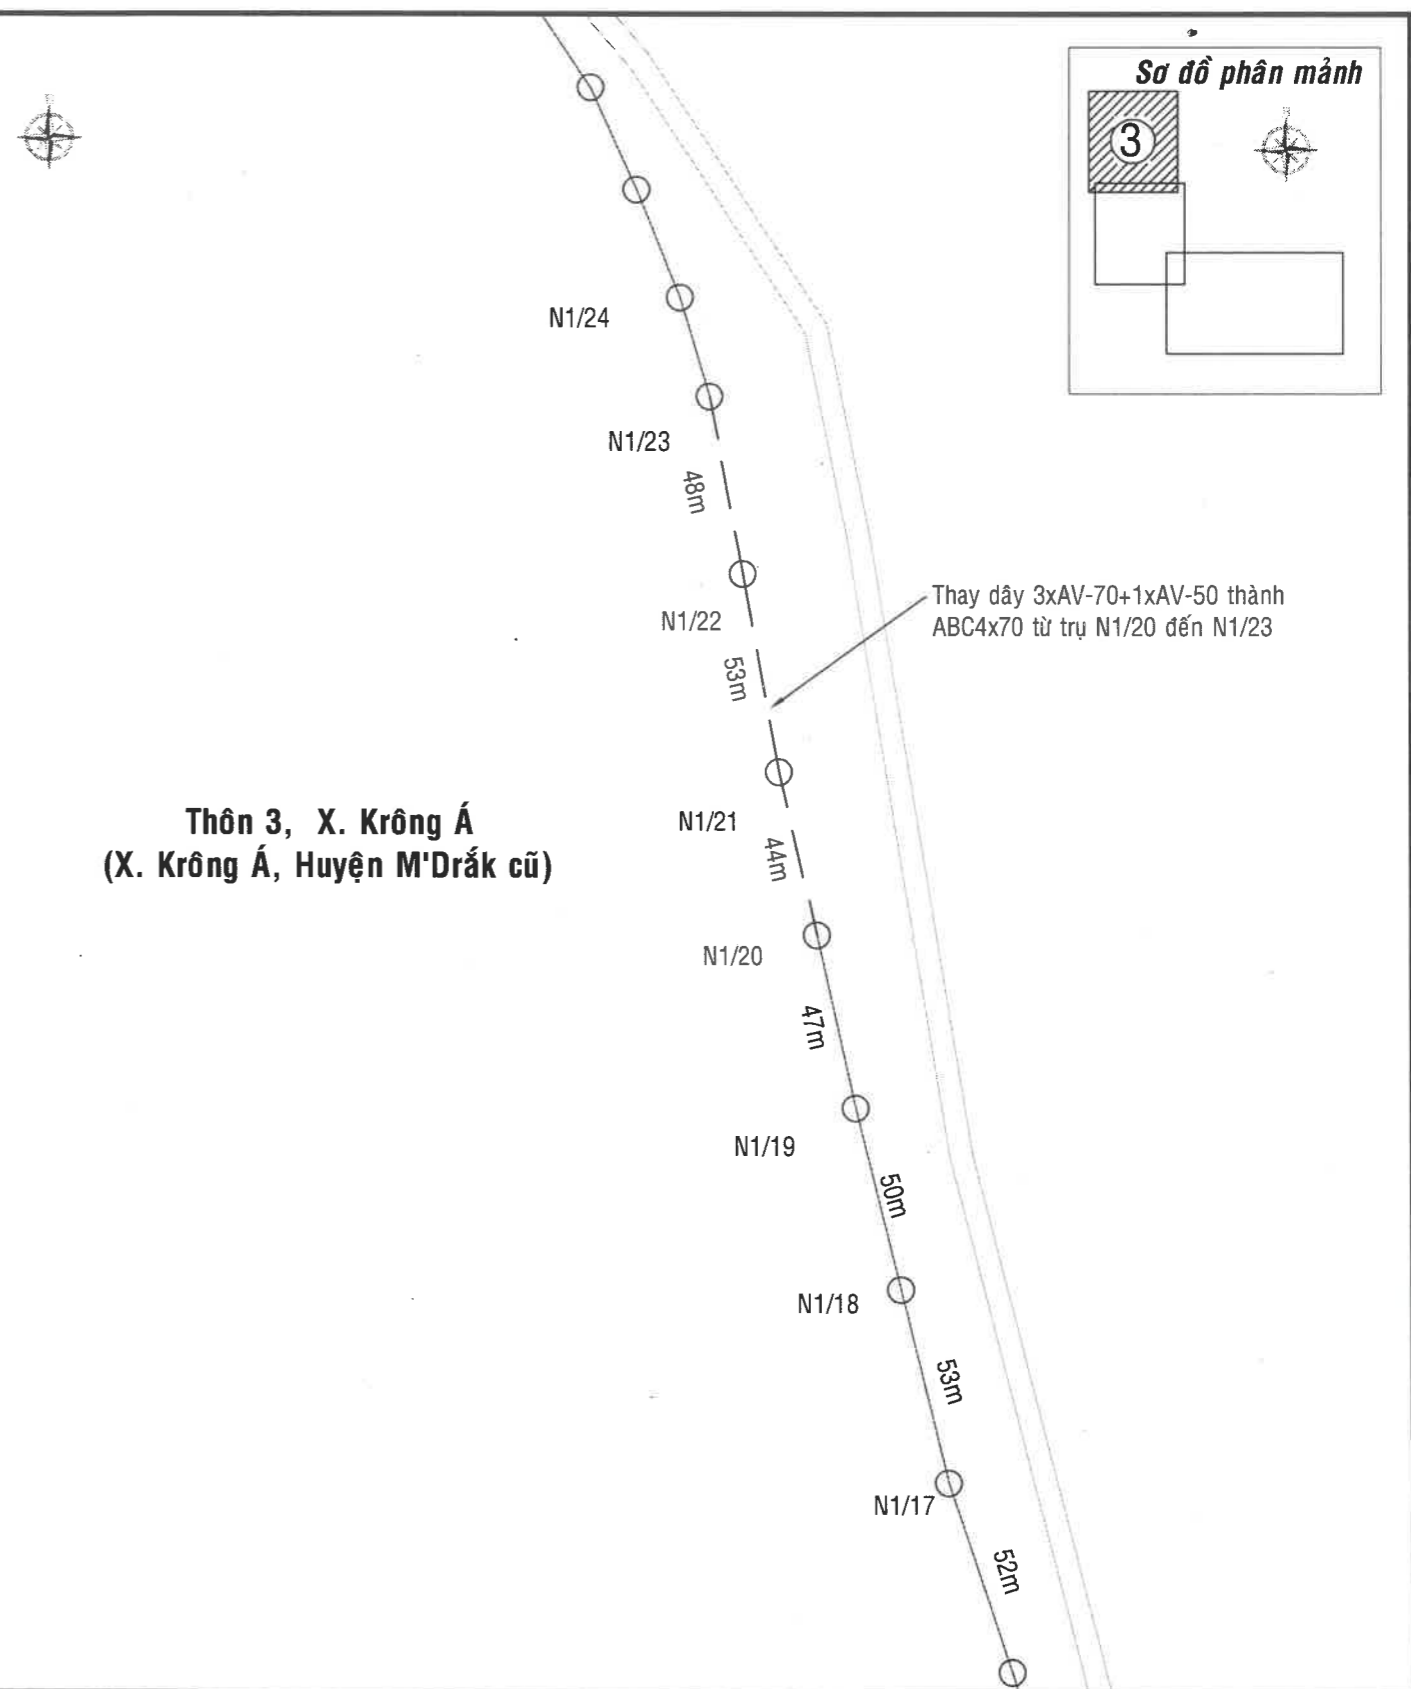 Sơ đồ phân mảnh
3
N1/24
N1/23
48m
N1/22
Thay dây 3xAV-70+1xAV-50 thành
ABC4x70 từ trụ N1/20 đến N1/23
53m
Thôn 3, X. Krông Á
(X. Krông Á, Huyện M'Drắk cũ)
N1/21
44m
N1/20
47m
N1/19
50m
N1/18
53m
N1/17
52m